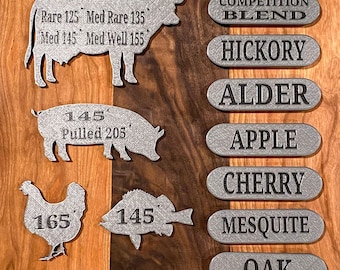 Rare 125° Med Rare 135°
Med 145° Med Well 155°
145°
Pulled 205°
165°
145°
COMPETITION
BLEND
HICKORY
ALDER
APPLE
CHERRY
MESQUITE
OAK